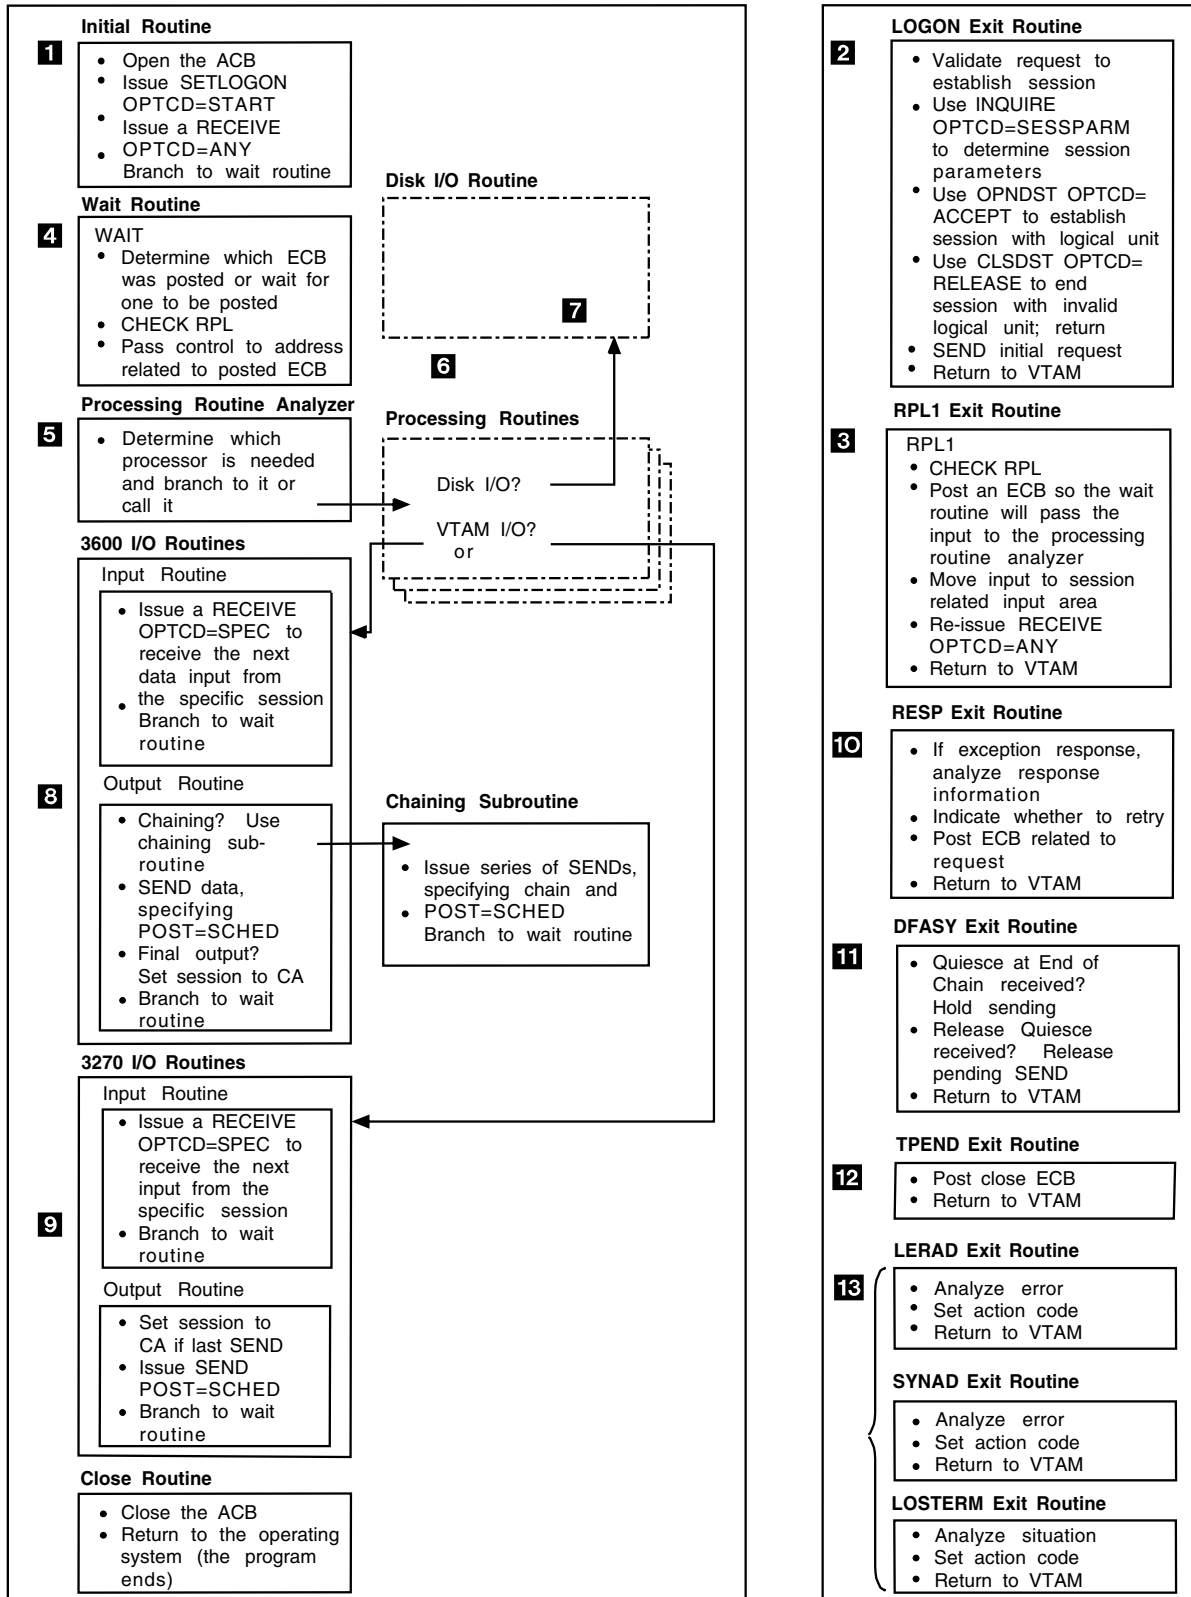 Initial Routine
1
• Open the ACB
• Issue SETLOGON
OPTCD=START
• Issue a RECEIVE
• OPTCD=ANY
Branch to wait routine
Wait Routine
4
WAIT
• Determine which ECB
was posted or wait for
one to be posted
• CHECK RPL
• Pass control to address
related to posted ECB
Processing Routine Analyzer
5
• Determine which
processor is needed
and branch to it or
call it
Disk I/O Routine
7
6
Processing Routines
Disk I/O?
VTAM I/O?
or
3600 I/O Routines
Input Routine
• Issue a RECEIVE
OPTCD=SPEC to
receive the next
data input from
• the specific session
Branch to wait
routine
8
Output Routine
• Chaining? Use
chaining sub-
routine
• SEND data,
specifying
POST=SCHED
• Final output?
Set session to CA
• Branch to wait
routine
Chaining Subroutine
• Issue series of SENDs,
specifying chain and
• POST=SCHED
Branch to wait routine
3270 I/O Routines
Input Routine
• Issue a RECEIVE
OPTCD=SPEC to
receive the next
input from the
specific session
• Branch to wait
routine
9
Output Routine
• Set session to
CA if last SEND
• Issue SEND
POST=SCHED
• Branch to wait
routine
Close Routine
• Close the ACB
• Return to the operating
system (the program
ends)
LOGON Exit Routine
2
• Validate request to
establish session
• Use INQUIRE
OPTCD=SESSPARM
to determine session
parameters
• Use OPNDST OPTCD=
ACCEPT to establish
session with logical unit
• Use CLSDST OPTCD=
RELEASE to end
session with invalid
logical unit; return
• SEND initial request
• Return to VTAM
RPL1 Exit Routine
3
RPL1
• CHECK RPL
• Post an ECB so the wait
routine will pass the
input to the processing
routine analyzer
• Move input to session
related input area
• Re-issue RECEIVE
OPTCD=ANY
• Return to VTAM
RESP Exit Routine
10
• If exception response,
analyze response
information
• Indicate whether to retry
• Post ECB related to
request
• Return to VTAM
DFASY Exit Routine
11
• Quiesce at End of
Chain received?
Hold sending
• Release Quiesce
received? Release
pending SEND
• Return to VTAM
TPEND Exit Routine
12
• Post close ECB
• Return to VTAM
LERAD Exit Routine
13
• Analyze error
• Set action code
• Return to VTAM
SYNAD Exit Routine
• Analyze error
• Set action code
• Return to VTAM
LOSTERM Exit Routine
• Analyze situation
• Set action code
• Return to VTAM